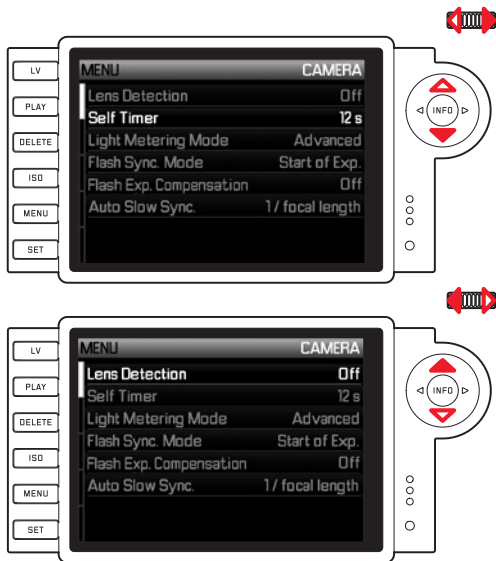 LV
PLAY
DELETE
ISO
MENU
SET
MENU CAMERA
Lens Detection Off
Self Timer 12 s
Light Metering Mode Advanced
Flash Sync. Mode Start of Exp.
Flash Exp. Compensation Off
Auto Slow Sync. 1/ focal length
INFO
LV
PLAY
DELETE
ISO
MENU
SET
MENU CAMERA
Lens Detection Off
Self Timer 12 s
Light Metering Mode Advanced
Flash Sync. Mode Start of Exp.
Flash Exp. Compensation Off
Auto Slow Sync. 1/ focal length
INFO